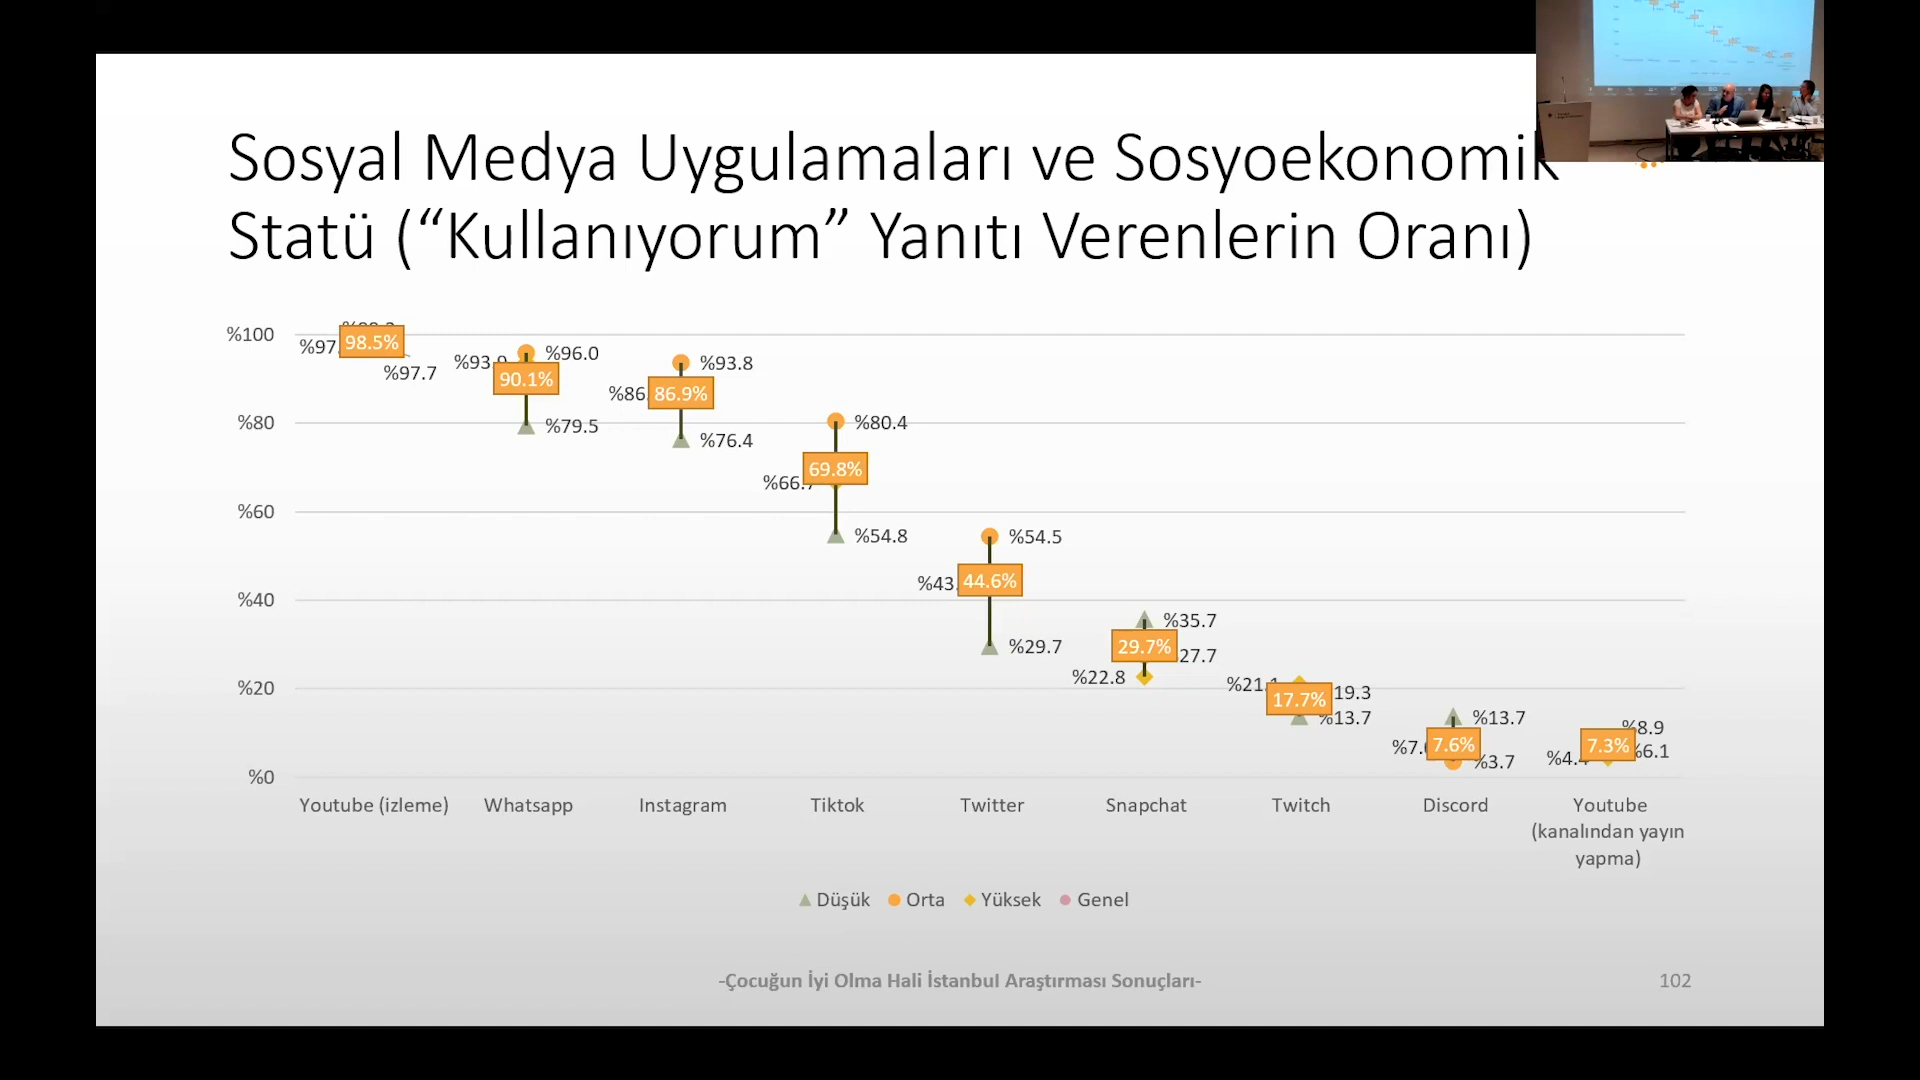 Sosyal Medya Uygulamaları ve Sosyoekonomik
Statü (“Kullanıyorum” Yanıtı Verenlerin Oranı)
%100
%80
%60
%40
%20
%0
98.5%
%97.7
%96.0
90.1%
%79.5
%93.8
86.9%
%76.4
%80.4
69.8%
%54.8
%54.5
44.6%
%29.7
%35.7
29.7%
27.7
%22.8
17.7%
19.3
%13.7
%13.7
7.6%
%3.7
%8.9
7.3%
%6.1
Youtube (izleme)
Whatsapp
Instagram
Tiktok
Twitter
Snapchat
Twitch
Discord
Youtube
(kanalından yayın
yapma)
Düşük Orta Yüksek Genel
-Çocuğun İyi Olma Hali İstanbul Araştırması Sonuçları-
102